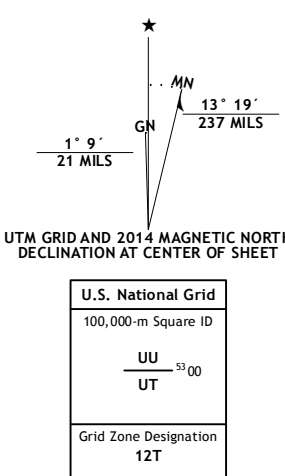 ★
MN
GN
13° 19´
237 MILS
1° 9´
21 MILS
UTM GRID AND 2014 MAGNETIC NORTH
DECLINATION AT CENTER OF SHEET
U.S. National Grid
100,000-m Square ID
UU
53 00
UT
Grid Zone Designation
12T